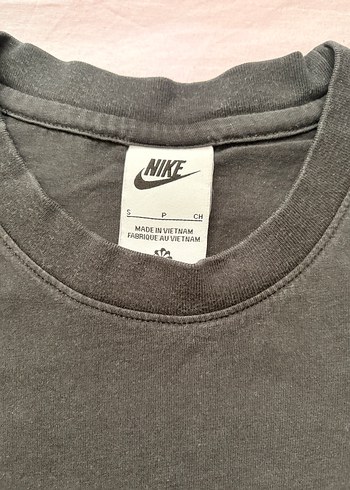 NIKE
S P CH
MADE IN VIETNAM
FABRIQUE AU VIETNAM